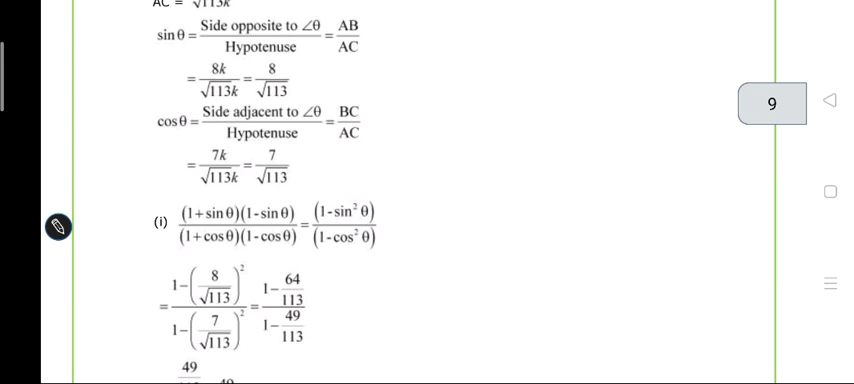 AC = √113k
sin θ = Side opposite to ∠θ / Hypotenuse = AB / AC
= 8k / √113k = 8 / √113
cos θ = Side adjacent to ∠θ / Hypotenuse = BC / AC
= 7k / √113k = 7 / √113
9
(i) (1+sin θ)(1-sin θ) / (1+cos θ)(1-cos θ) = (1-sin² θ) / (1-cos² θ)
= 1-(8/√113)² / 1-(7/√113)² = 1-64/113 / 1-49/113
49